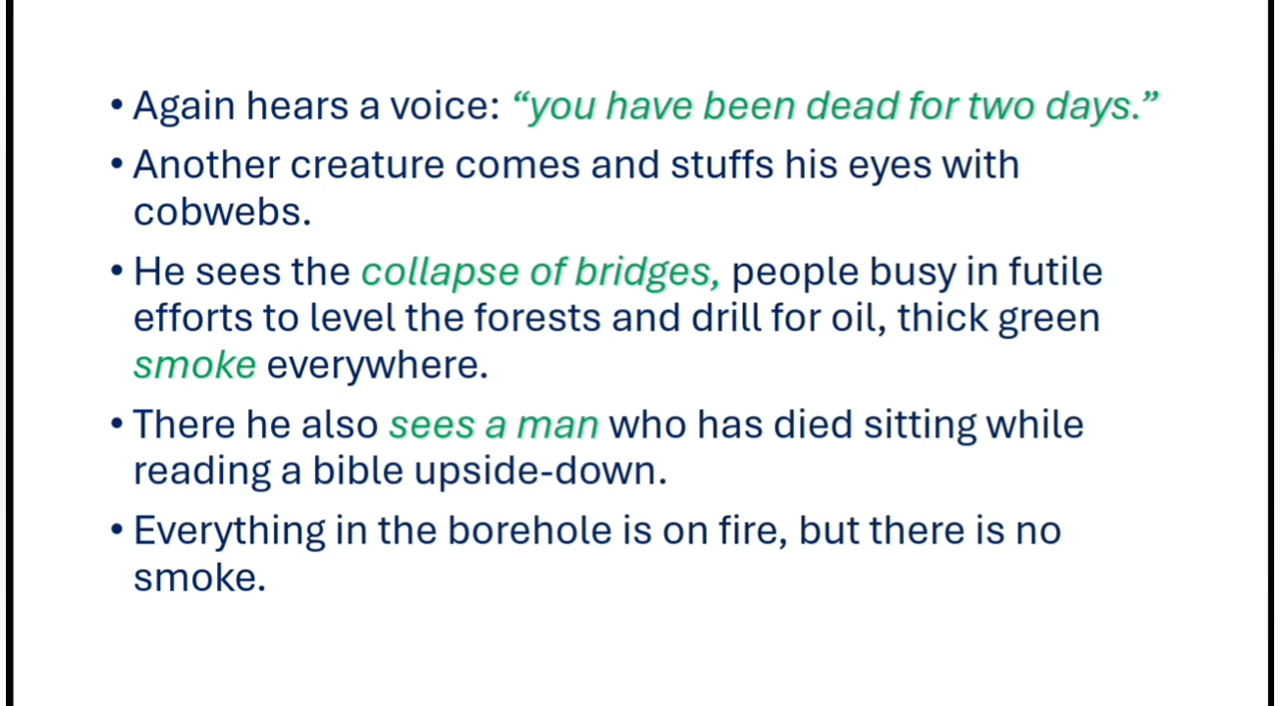 • Again hears a voice: “you have been dead for two days.”
• Another creature comes and stuffs his eyes with
cobwebs.
• He sees the collapse of bridges, people busy in futile
efforts to level the forests and drill for oil, thick green
smoke everywhere.
• There he also sees a man who has died sitting while
reading a bible upside-down.
• Everything in the borehole is on fire, but there is no
smoke.